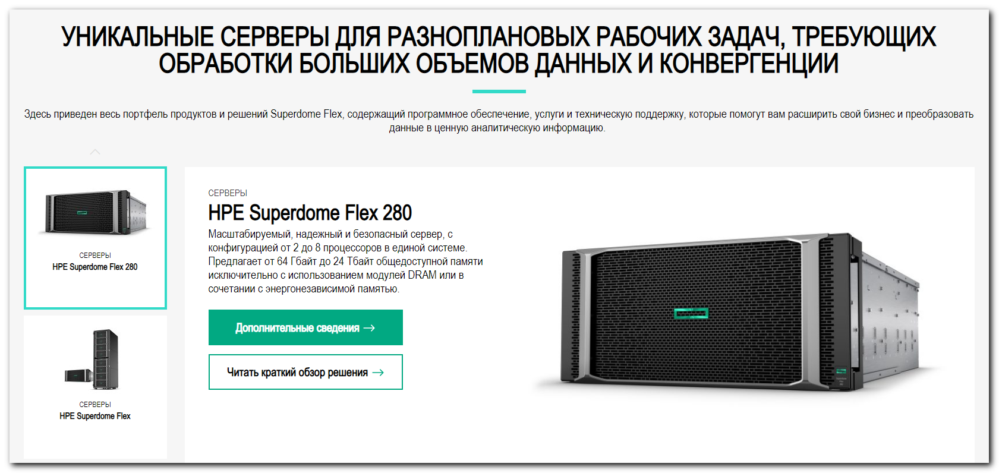 УНИКАЛЬНЫЕ СЕРВЕРЫ ДЛЯ РАЗНОПЛАНОВЫХ РАБОЧИХ ЗАДАЧ, ТРЕБУЮЩИХ
ОБРАБОТКИ БОЛЬШИХ ОБЪЕМОВ ДАННЫХ И КОНВЕРГЕНЦИИ
Здесь приведен весь портфель продуктов и решений Superdome Flex, содержащий программное обеспечение, услуги и техническую поддержку, которые помогут вам расширить свой бизнес и преобразовать
данные в ценную аналитическую информацию.
СЕРВЕРЫ
HPE Superdome Flex 280
СЕРВЕРЫ
HPE Superdome Flex
СЕРВЕРЫ
HPE Superdome Flex 280
Масштабируемый, надежный и безопасный сервер, с
конфигурацией от 2 до 8 процессоров в единой системе.
Предлагает от 64 Гбайт до 24 Тбайт общедоступной памяти
исключительно с использованием модулей DRAM или в
сочетании с энергонезависимой памятью.
Дополнительные сведения →
Читать краткий обзор решения →